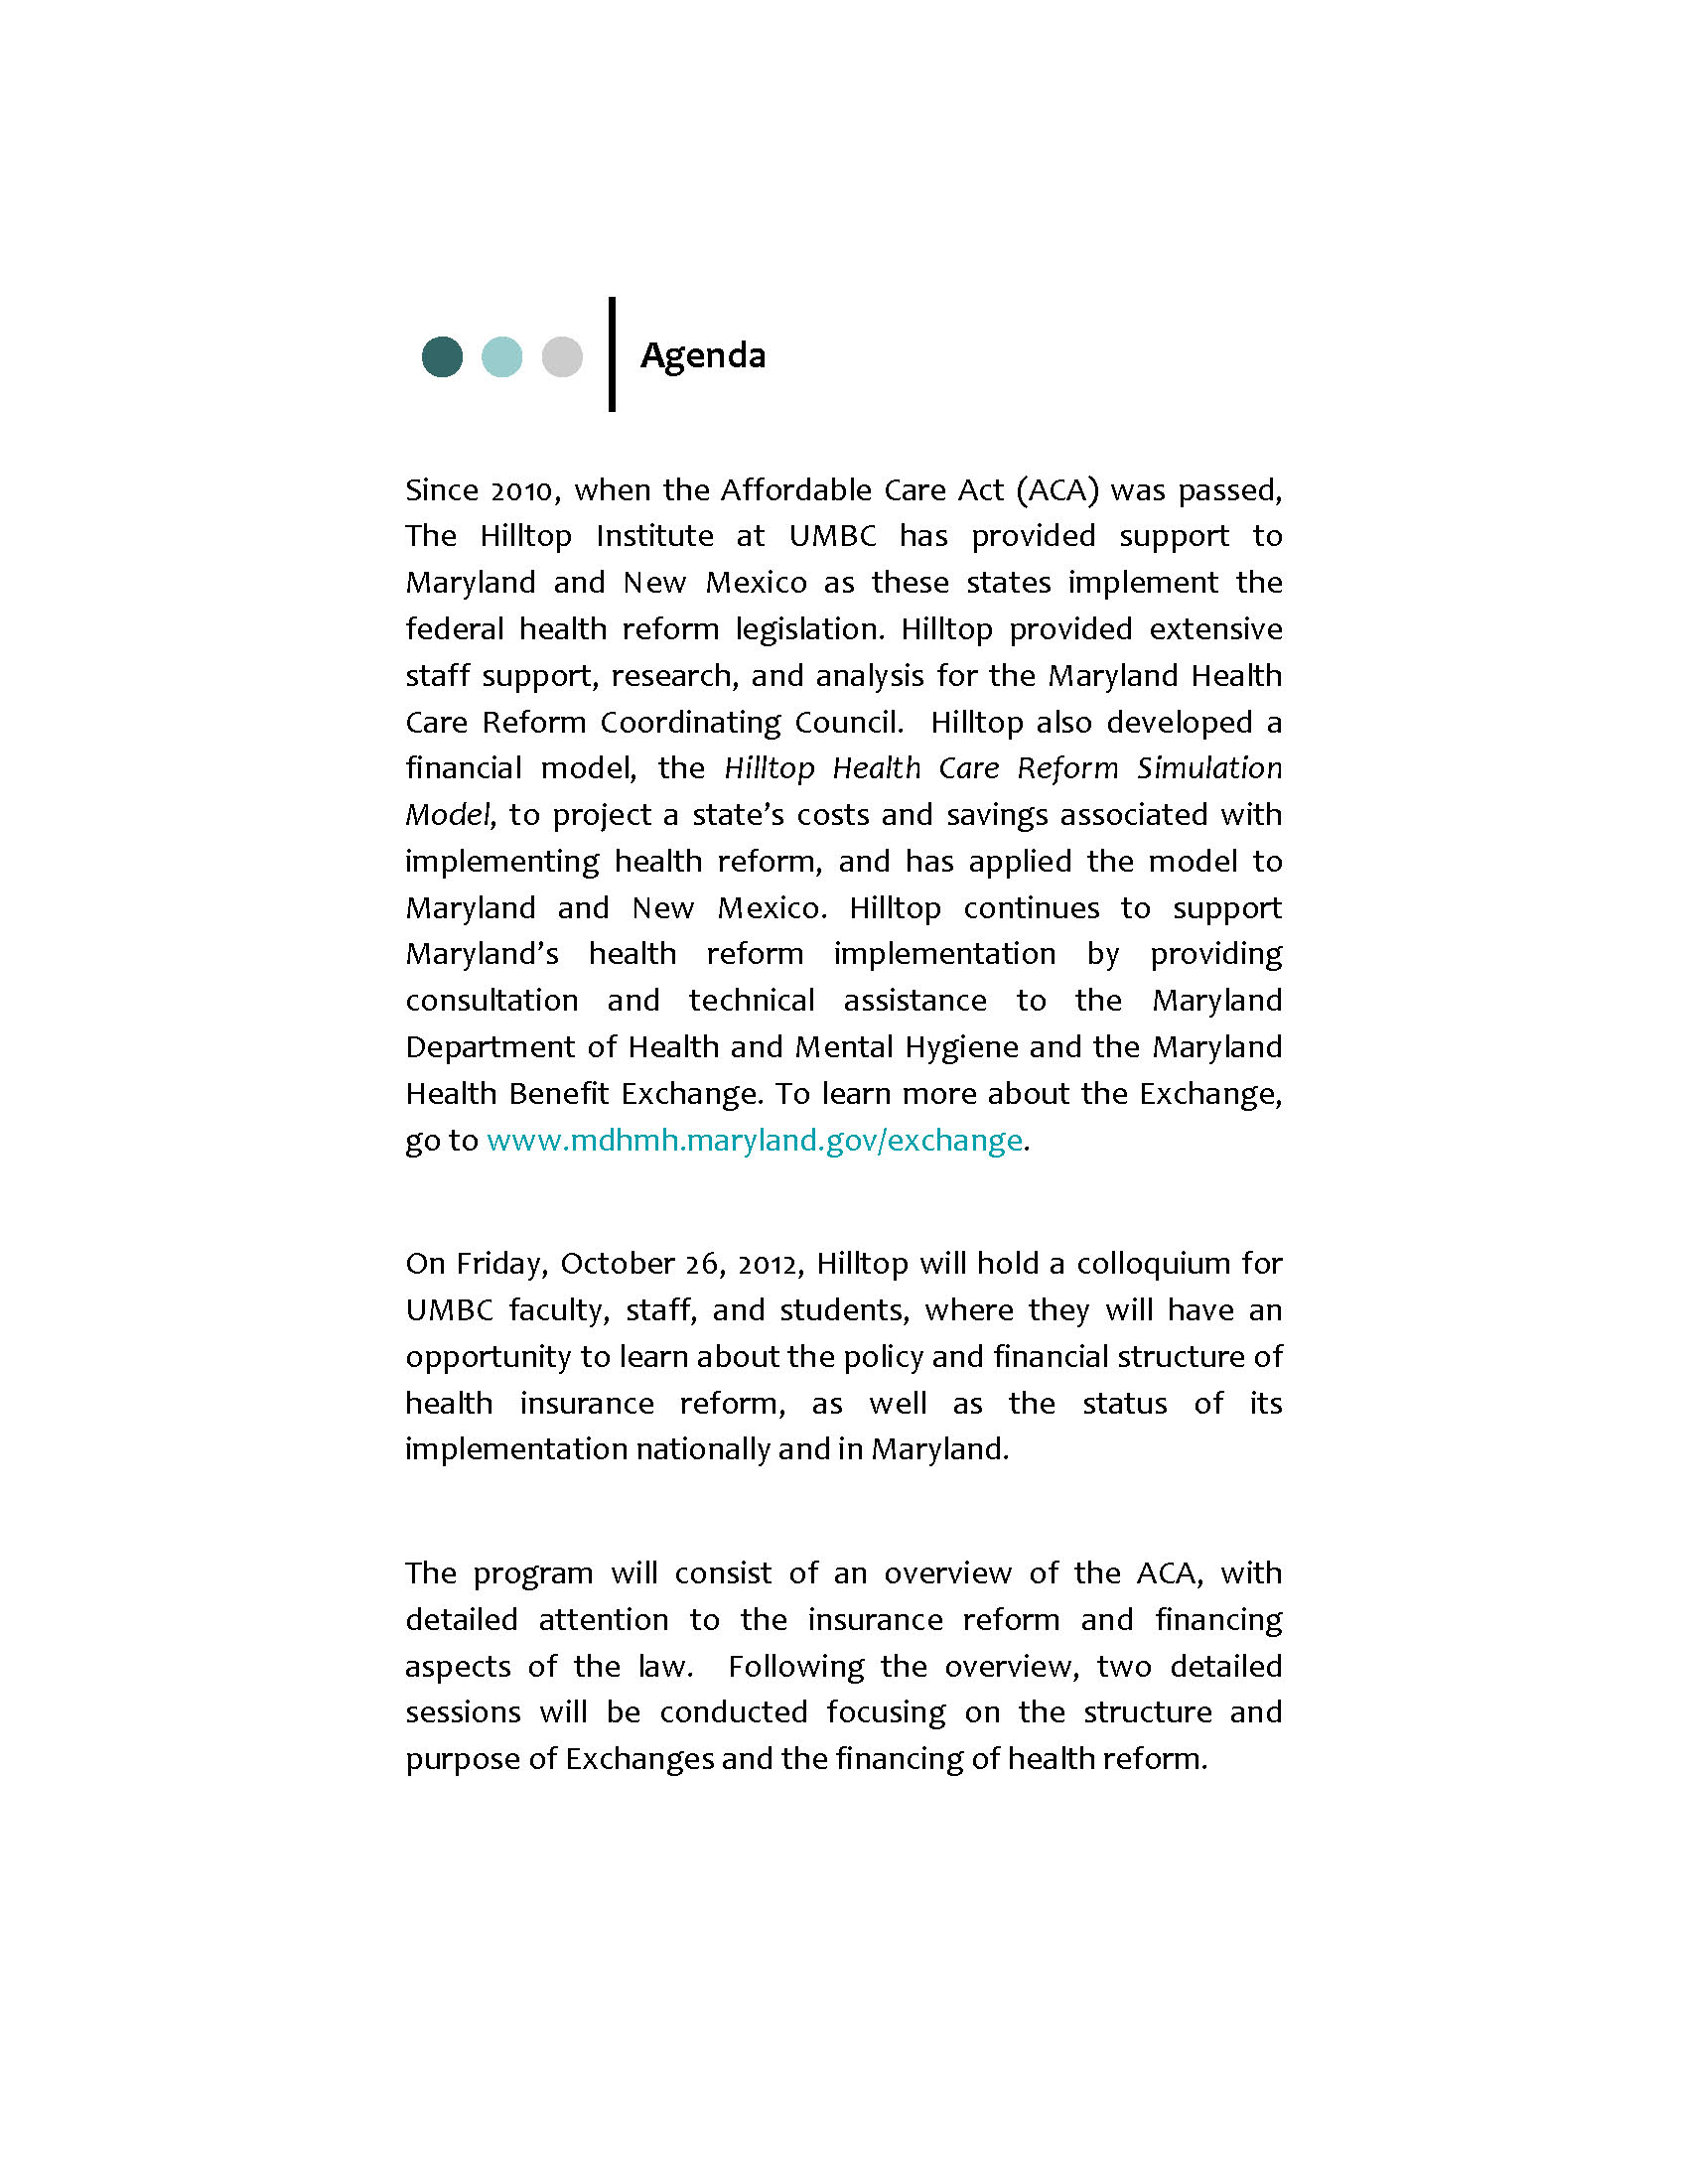 Agenda
Since 2010, when the Affordable Care Act (ACA) was passed,
The Hilltop Institute at UMBC has provided support to
Maryland and New Mexico as these states implement the
federal health reform legislation. Hilltop provided extensive
staff support, research, and analysis for the Maryland Health
Care Reform Coordinating Council.  Hilltop also developed a
financial model, the Hilltop Health Care Reform Simulation
Model, to project a state’s costs and savings associated with
implementing health reform, and has applied the model to
Maryland and New Mexico. Hilltop continues to support
Maryland’s health reform implementation by providing
consultation and technical assistance to the Maryland
Department of Health and Mental Hygiene and the Maryland
Health Benefit Exchange. To learn more about the Exchange,
go to www.mdhmh.maryland.gov/exchange.
On Friday, October 26, 2012, Hilltop will hold a colloquium for
UMBC faculty, staff, and students, where they will have an
opportunity to learn about the policy and financial structure of
health insurance reform, as well as the status of its
implementation nationally and in Maryland.
The program will consist of an overview of the ACA, with
detailed attention to the insurance reform and financing
aspects of the law.  Following the overview, two detailed
sessions will be conducted focusing on the structure and
purpose of Exchanges and the financing of health reform.